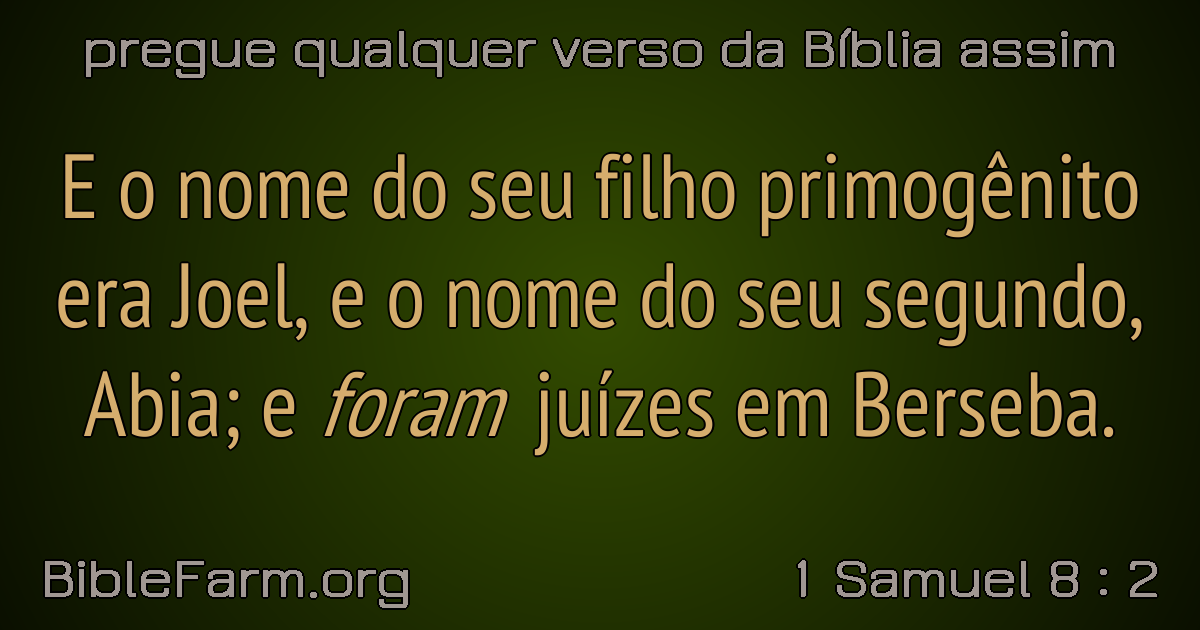 pregue qualquer verso da Bíblia assim
E o nome do seu filho primogênito
era Joel, e o nome do seu segundo,
Abia; e foram juízes em Berseba.
BibleFarm.org
1 Samuel 8 : 2